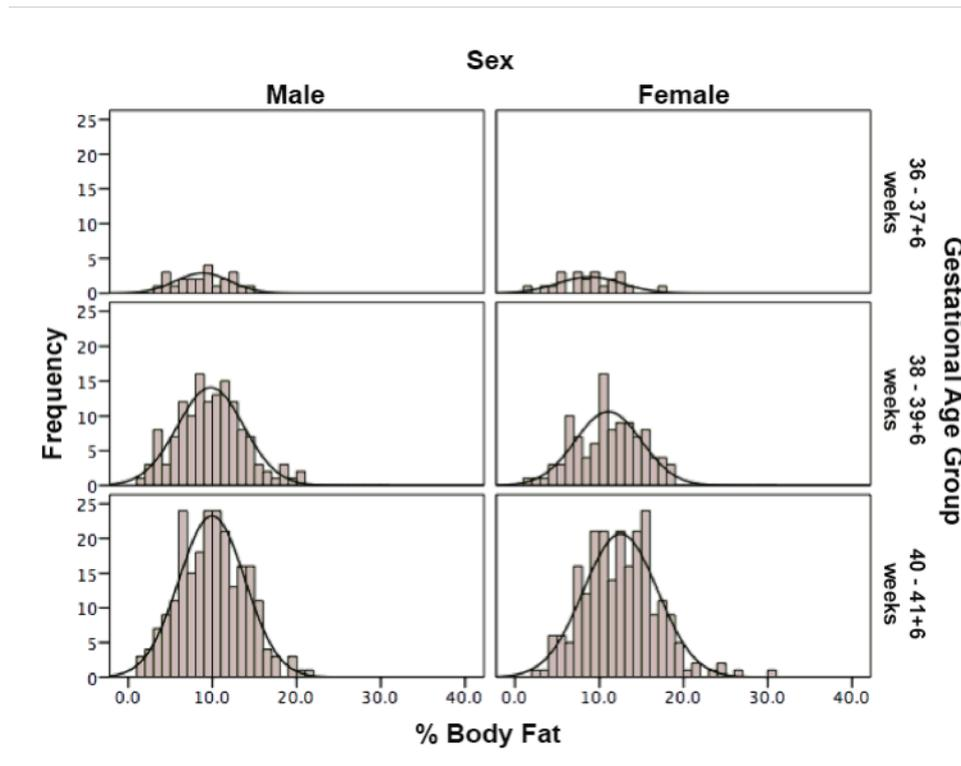 Sex
Male
Female
25
20
15
10
5
0
36 - 37+6
weeks
25
20
15
10
5
0
38 - 39+6
weeks
25
20
15
10
5
0
40 - 41+6
weeks
Frequency
Gestational Age Group
0.0 10.0 20.0 30.0 40.0
0.0 10.0 20.0 30.0 40.0
% Body Fat